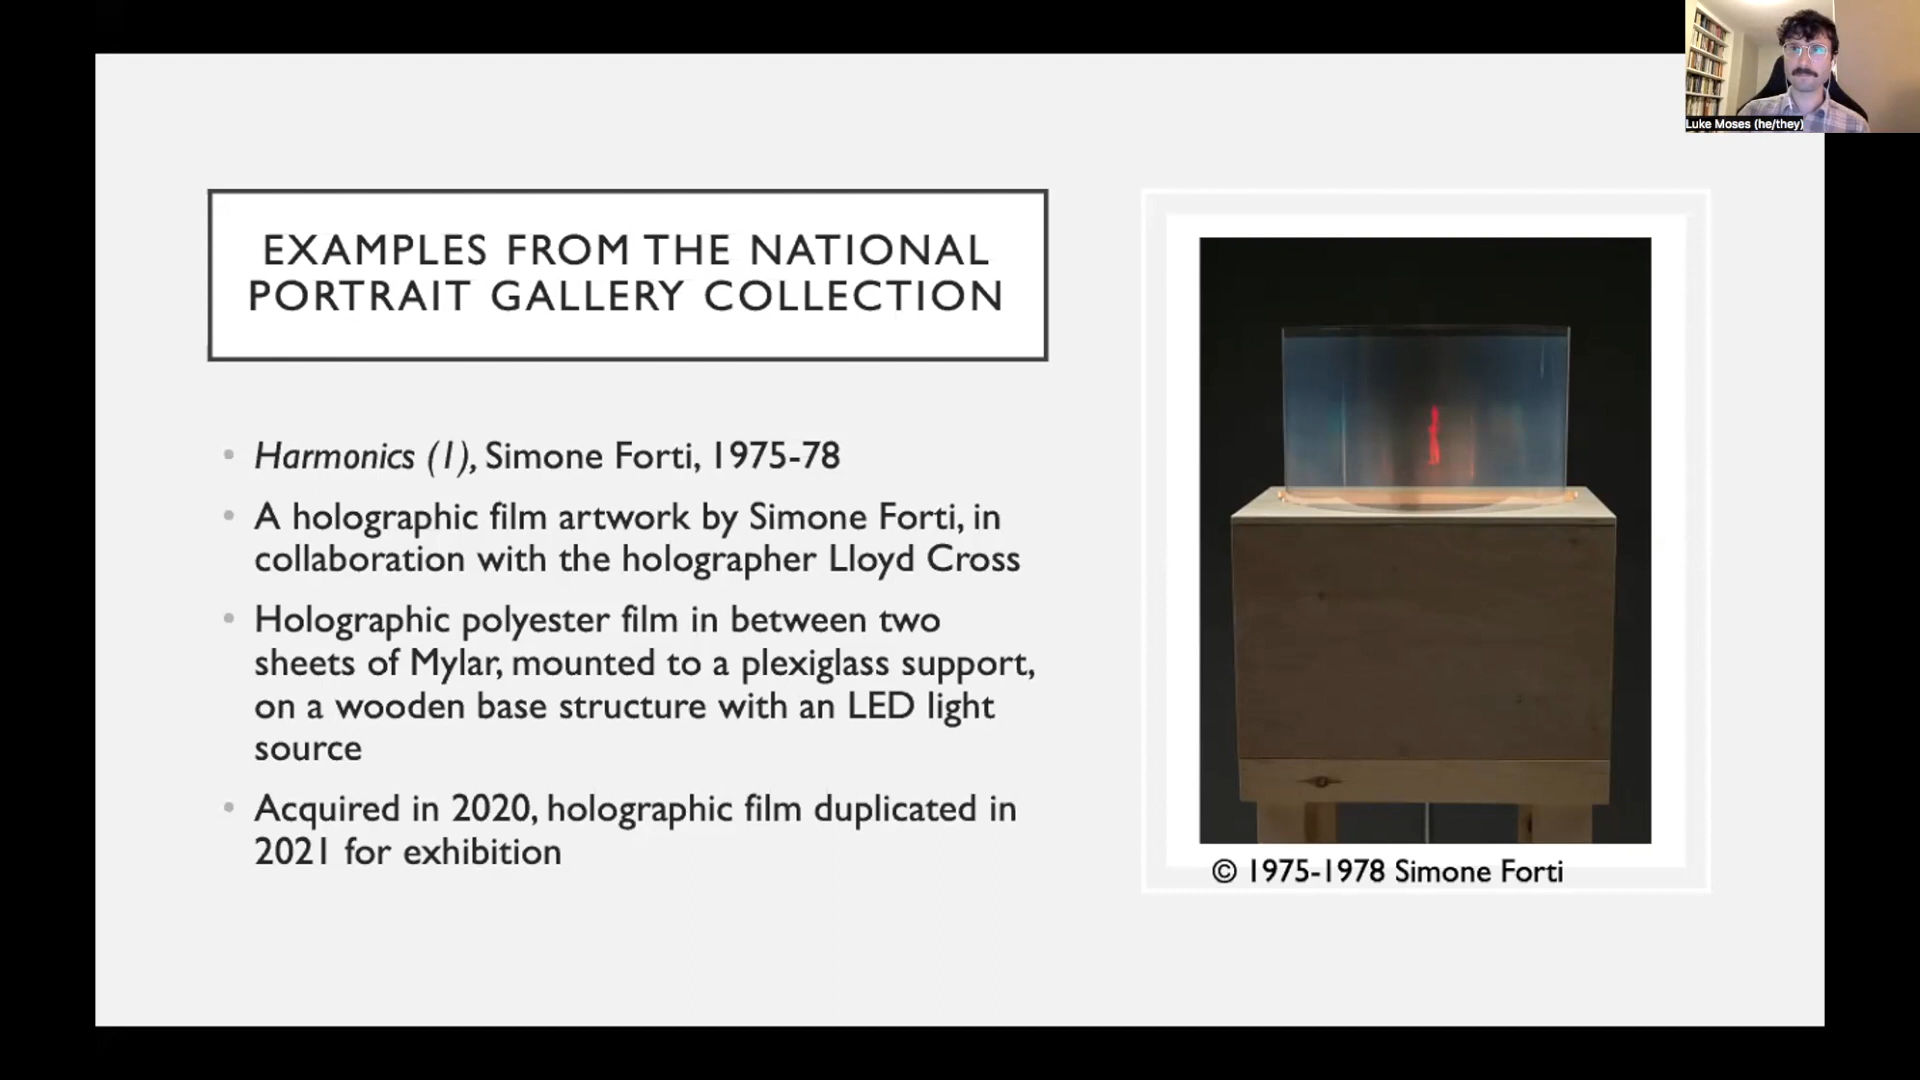 Luke Moses (he/they)
EXAMPLES FROM THE NATIONAL
PORTRAIT GALLERY COLLECTION
• Harmonics (1), Simone Forti, 1975-78
• A holographic film artwork by Simone Forti, in
collaboration with the holographer Lloyd Cross
• Holographic polyester film in between two
sheets of Mylar, mounted to a plexiglass support,
on a wooden base structure with an LED light
source
• Acquired in 2020, holographic film duplicated in
2021 for exhibition
© 1975-1978 Simone Forti